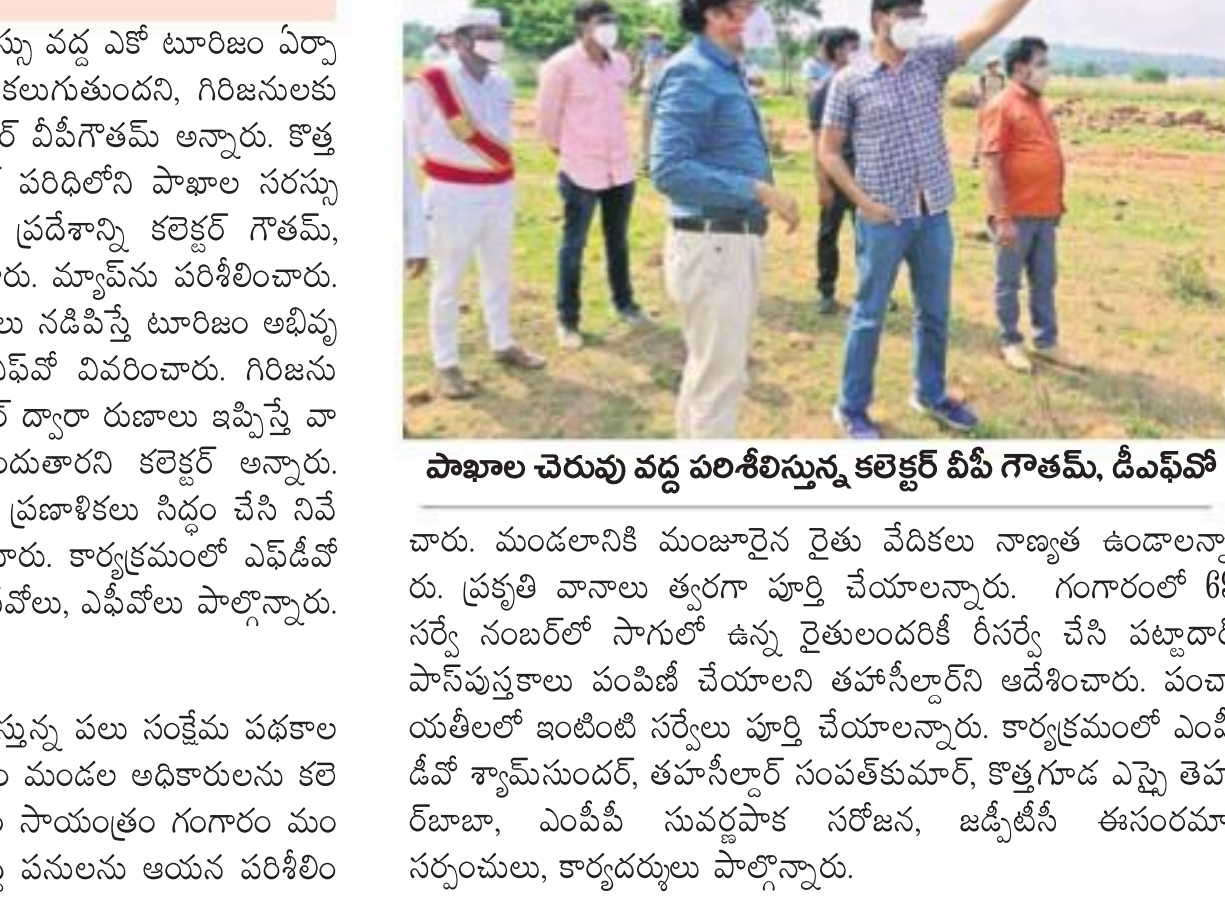 వద్ద ఎకో టూరిజం ఏర్పా
కలుగుతుందని, గిరిజనులకు
వీపీగౌతమ్ అన్నారు. కొత్త
పరిధిలోని పాఖాల సరస్సు
ప్రదేశాన్ని కలెక్టర్ గౌతమ్,
మ్యాప్‌ను పరిశీలించారు.
నడిపిస్తే టూరిజం అభివృ
వివరించారు. గిరిజను
ద్వారా రుణాలు ఇప్పిస్తే వా
కలెక్టర్ అన్నారు.
ప్రణాళికలు సిద్ధం చేసి నివే
కార్యక్రమంలో ఎఫ్‌డీవో
ఎఫీవోలు పాల్గొన్నారు.
పలు సంక్షేమ పథకాల
మండల అధికారులను కలె
సాయంత్రం గంగారం మం
పనులను ఆయన పరిశీలిం
పాఖాల చెరువు వద్ద పరిశీలిస్తున్న కలెక్టర్ వీపీ గౌతమ్, డీఎఫ్‌వో
చారు. మండలానికి మంజూరైన రైతు వేదికలు నాణ్యత ఉండాలన్నా
రు. ప్రకృతి వానాలు త్వరగా పూర్తి చేయాలన్నారు. గంగారంలో
సర్వే నంబర్‌లో సాగులో ఉన్న రైతులందరికీ రీసర్వే చేసి పట్టాదార్
పాస్‌పుస్తకాలు పంపిణీ చేయాలని తహాసీల్దార్‌ని ఆదేశించారు. పంచా
యతీలలో ఇంటింటి సర్వేలు పూర్తి చేయాలన్నారు. కార్యక్రమంలో ఎంపీ
డీవో శ్యామ్‌సుందర్, తహసీల్దార్ సంపత్‌కుమార్, కొత్తగూడ ఎస్సై తెహ
ర్‌బాబా, ఎంపీపీ సువర్ణపాక సరోజన, జడ్పీటీసీ ఈసంరమా
సర్పంచులు, కార్యదర్శులు పాల్గొన్నారు.